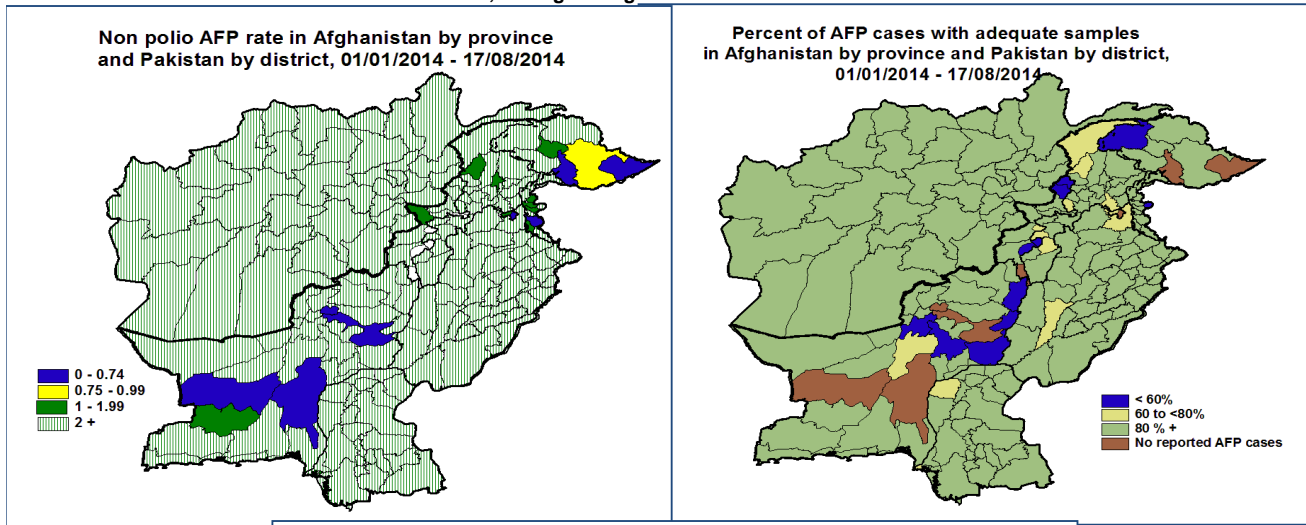 Non polio AFP rate in Afghanistan by province
and Pakistan by district, 01/01/2014 - 17/08/2014
0 - 0.74
0.75 - 0.99
1 - 1.99
2 +
Percent of AFP cases with adequate samples
in Afghanistan by province and Pakistan by district,
01/01/2014 - 17/08/2014
< 60%
60 to <80%
80 % +
No reported AFP cases